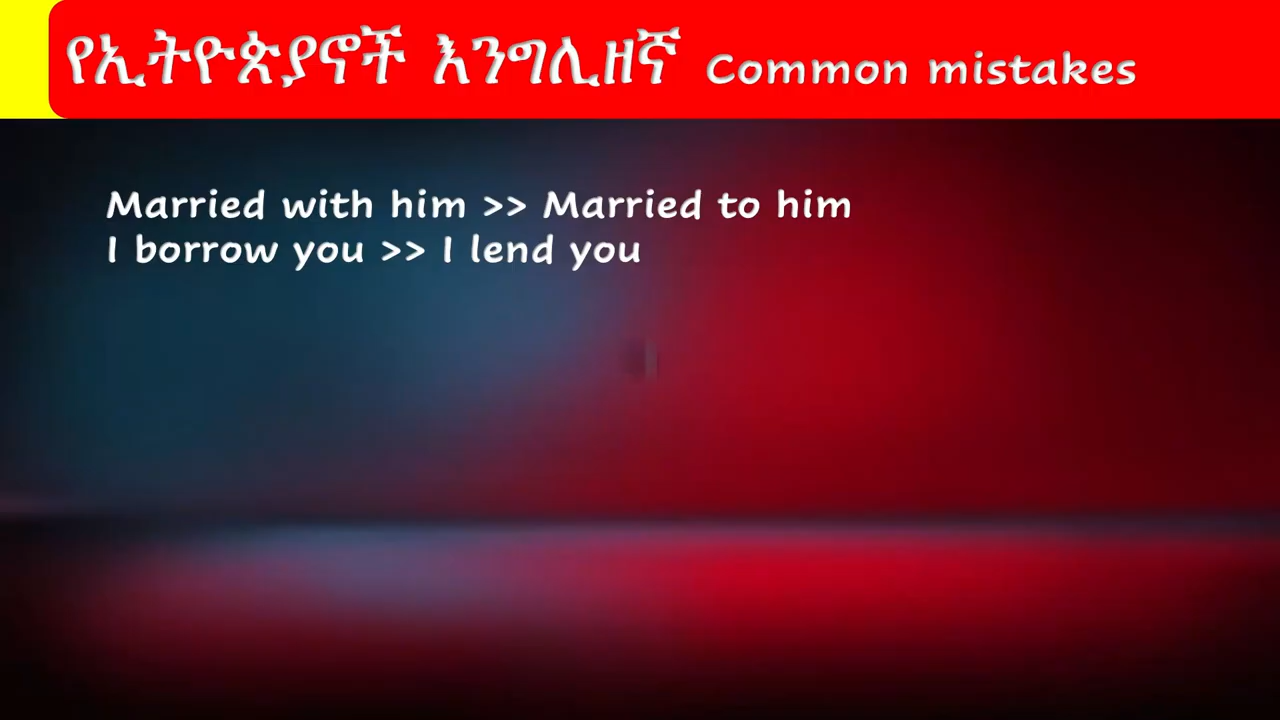 የኢትዮጵያኖች እንግሊዘኛ Common mistakes
Married with him >> Married to him
I borrow you >> I lend you